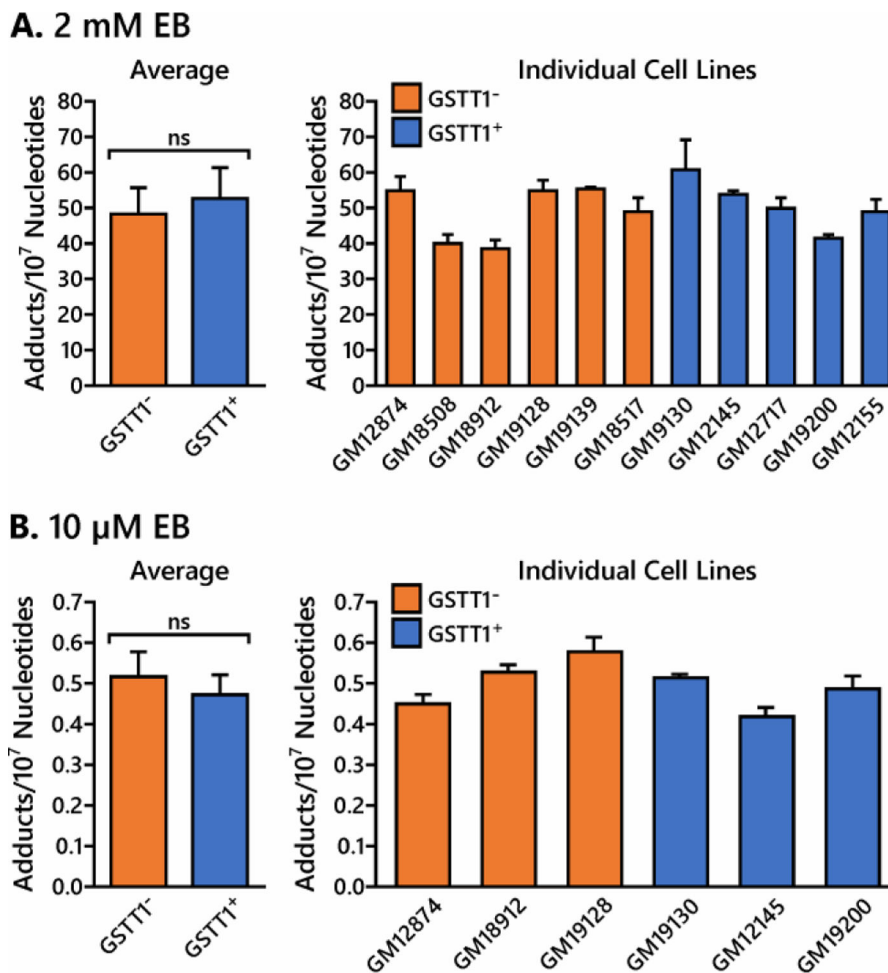 A. 2 mM EB
Average
Adducts/10⁷ Nucleotides
80
70
60
50
40
30
20
10
0
ns
GSTT1⁻
GSTT1⁺
Individual Cell Lines
GSTT1⁻
GSTT1⁺
Adducts/10⁷ Nucleotides
80
70
60
50
40
30
20
10
0
GM12874
GM18508
GM18912
GM19128
GM19139
GM18517
GM19130
GM12145
GM12717
GM19200
GM12155
B. 10 µM EB
Average
Adducts/10⁷ Nucleotides
0.7
0.6
0.5
0.4
0.3
0.2
0.1
0.0
ns
GSTT1⁻
GSTT1⁺
Individual Cell Lines
GSTT1⁻
GSTT1⁺
Adducts/10⁷ Nucleotides
0.7
0.6
0.5
0.4
0.3
0.2
0.1
0.0
GM12874
GM18912
GM19128
GM19130
GM12145
GM19200